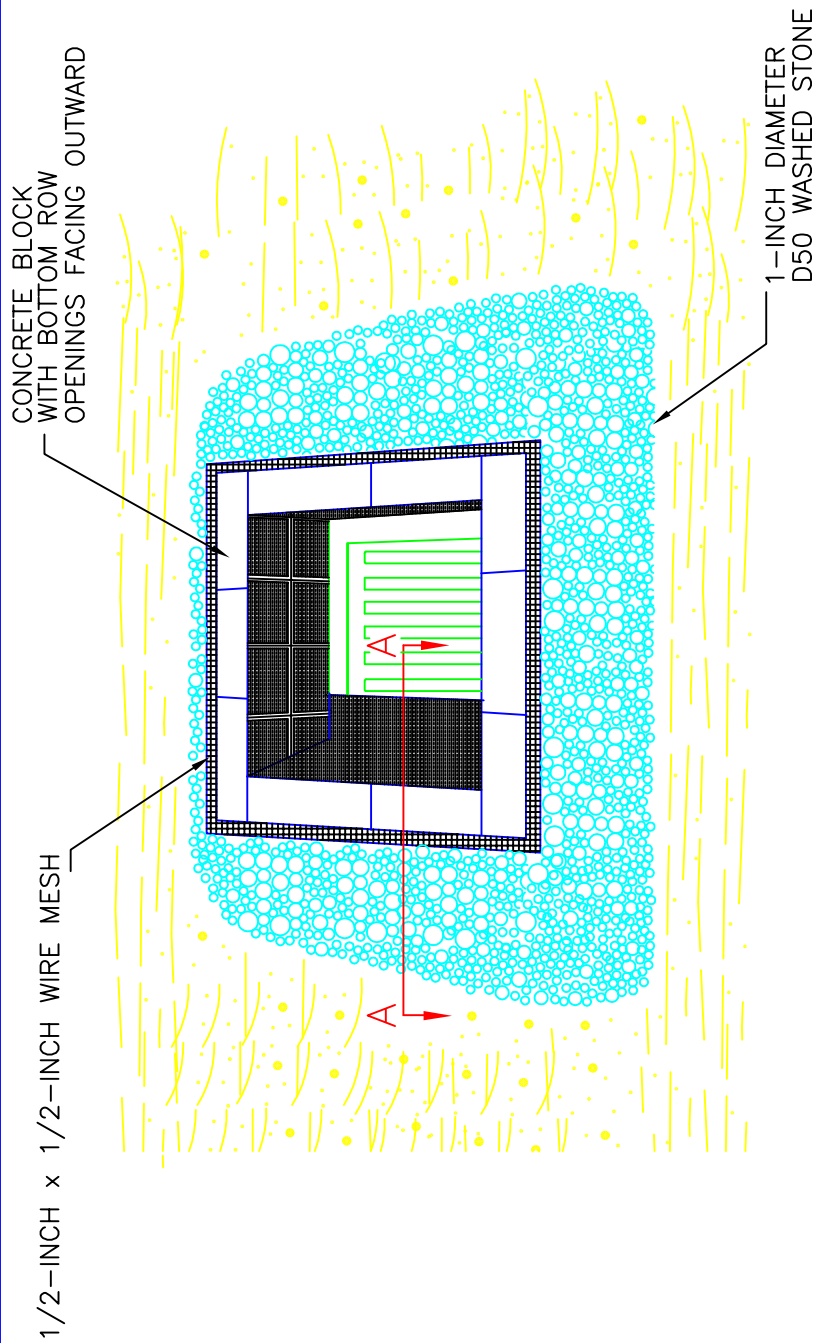 CONCRETE BLOCK
WITH BOTTOM ROW
OPENINGS FACING OUTWARD
1/2-INCH x 1/2-INCH WIRE MESH
A
A
1-INCH DIAMETER
D50 WASHED STONE